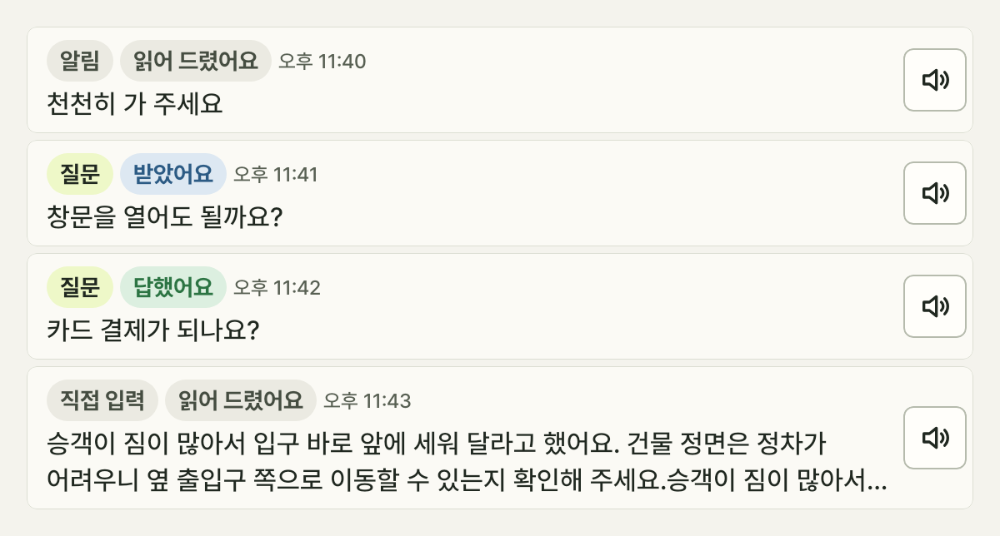 알림 읽어 드렸어요 오후 11:40
천천히 가 주세요
질문 받았어요 오후 11:41
창문을 열어도 될까요?
질문 답했어요 오후 11:42
카드 결제가 되나요?
직접 입력 읽어 드렸어요 오후 11:43
승객이 짐이 많아서 입구 바로 앞에 세워 달라고 했어요. 건물 정면은 정차가
어려우니 옆 출입구 쪽으로 이동할 수 있는지 확인해 주세요.승객이 짐이 많아서...